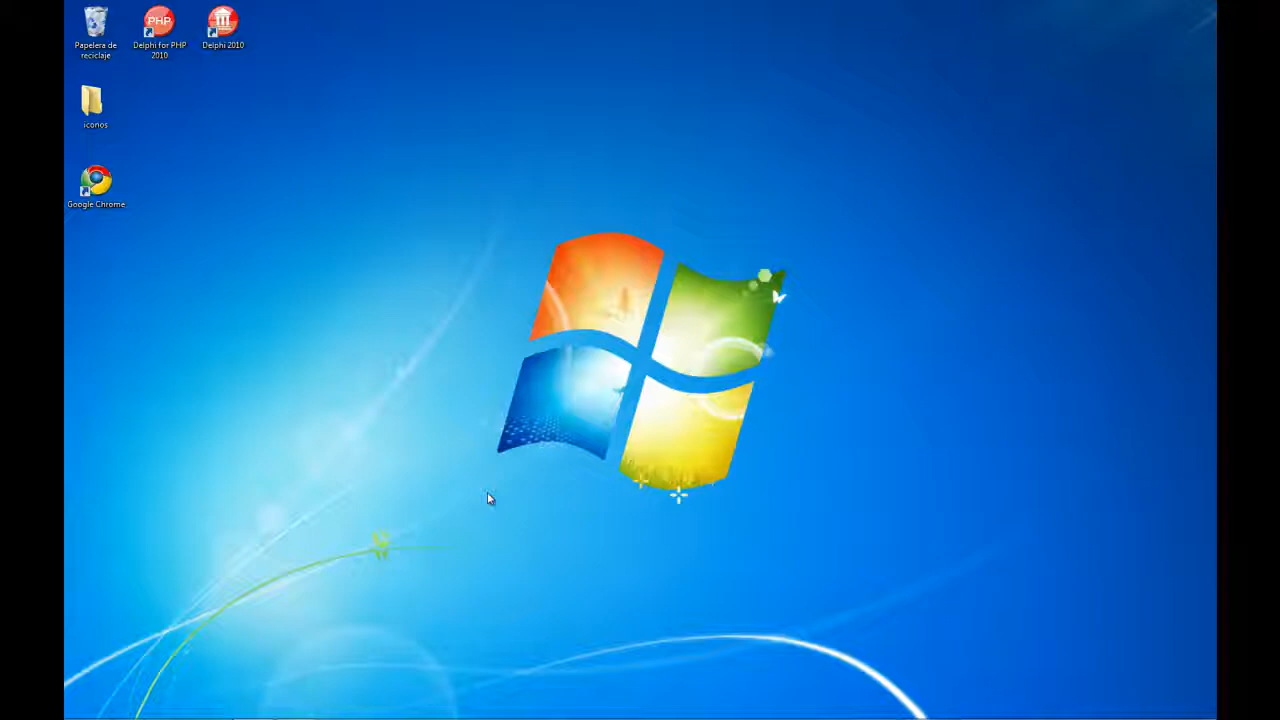 Papelera de
reciclaje
PHP
Delphi for PHP
2010
Delphi 2010
iconos
Google Chrome